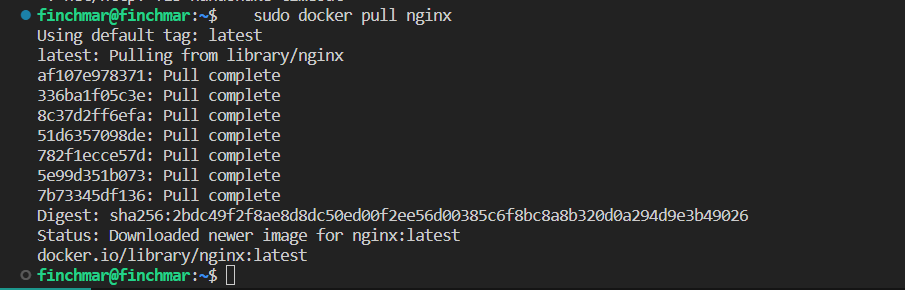 finchmar@finchmar:~$ sudo docker pull nginx
Using default tag: latest
latest: Pulling from library/nginx
af107e978371: Pull complete
336ba1f05c3e: Pull complete
8c37d2ff6efa: Pull complete
51d6357098de: Pull complete
782f1ecce57d: Pull complete
5e99d351b073: Pull complete
7b73345df136: Pull complete
Digest: sha256:2bdc49f2f8ae8d8dc50ed00f2ee56d00385c6f8bc8a8b320d0a294d9e3b49026
Status: Downloaded newer image for nginx:latest
docker.io/library/nginx:latest
finchmar@finchmar:~$